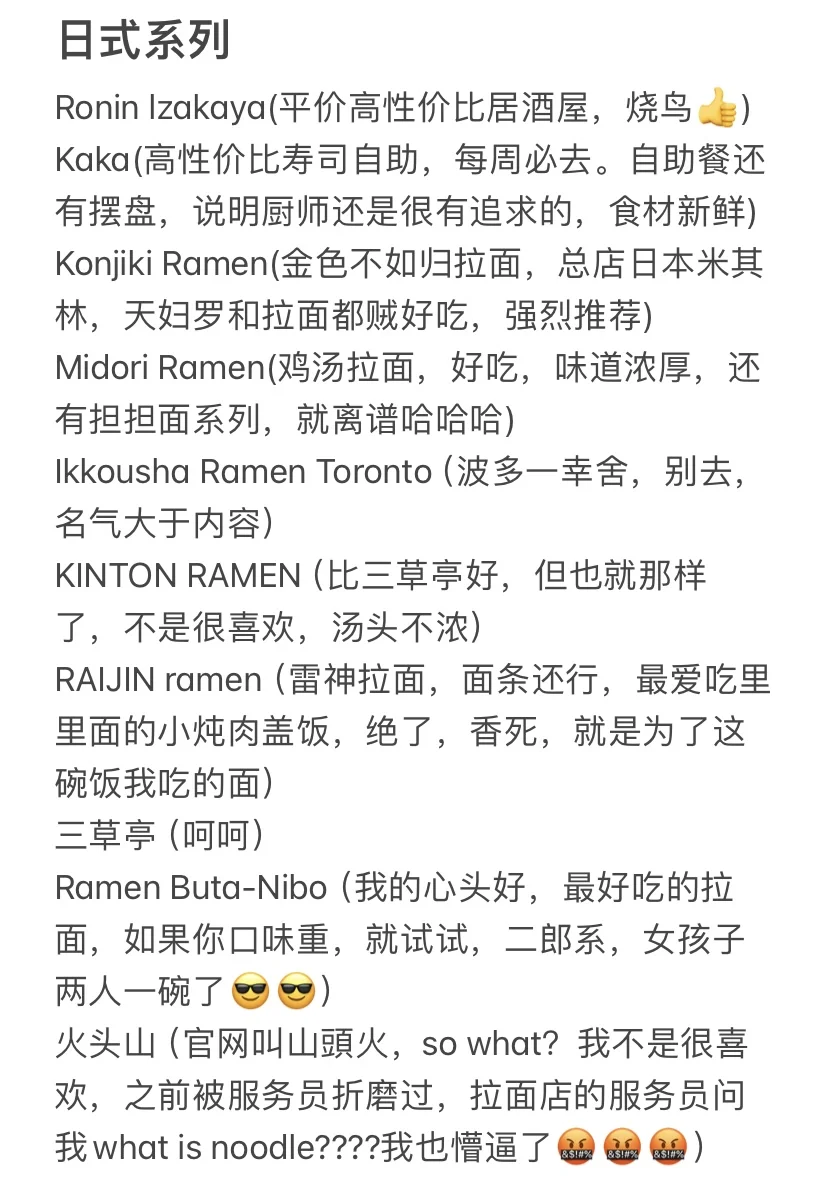 日式系列
Ronin Izakaya(平价高性价比居酒屋，烧鸟👍)
Kaka(高性价比寿司自助，每周必去。自助餐还
有摆盘，说明厨师还是很有追求的，食材新鲜)
Konjiki Ramen(金色不如归拉面，总店日本米其
林，天妇罗和拉面都贼好吃，强烈推荐)
Midori Ramen(鸡汤拉面，好吃，味道浓厚，还
有担担面系列，就离谱哈哈哈)
Ikkousha Ramen Toronto（波多一幸舍，别去，
名气大于内容）
KINTON RAMEN（比三草亭好，但也就那样
了，不是很喜欢，汤头不浓）
RAIJIN ramen（雷神拉面，面条还行，最爱吃里
里面的小炖肉盖饭，绝了，香死，就是为了这
碗饭我吃的面）
三草亭（呵呵）
Ramen Buta-Nibo（我的心头好，最好吃的拉
面，如果你口味重，就试试，二郎系，女孩子
两人一碗了😎😎）
火头山（官网叫山頭火，so what？我不是很喜
欢，之前被服务员折磨过，拉面店的服务员问
我what is noodle????我也懵逼了🤬🤬🤬）